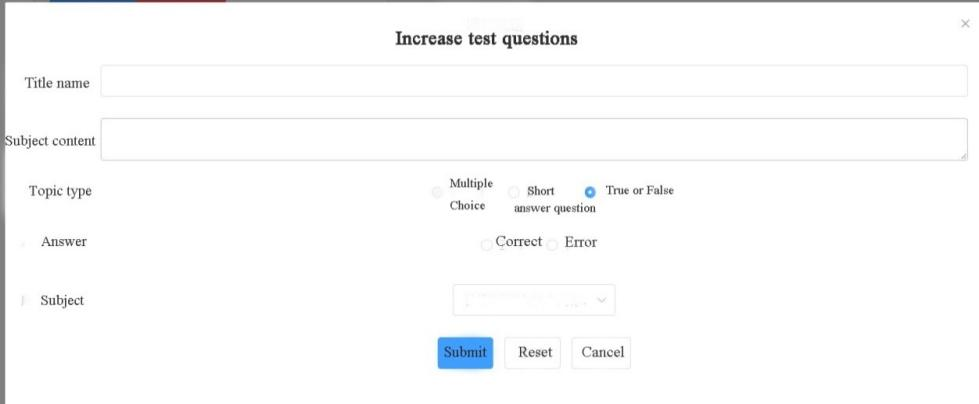 Increase test questions
Title name
Subject content
Topic type
Multiple
Choice
Short
answer question
True or False
Answer
Correct
Error
Subject
Submit
Reset
Cancel